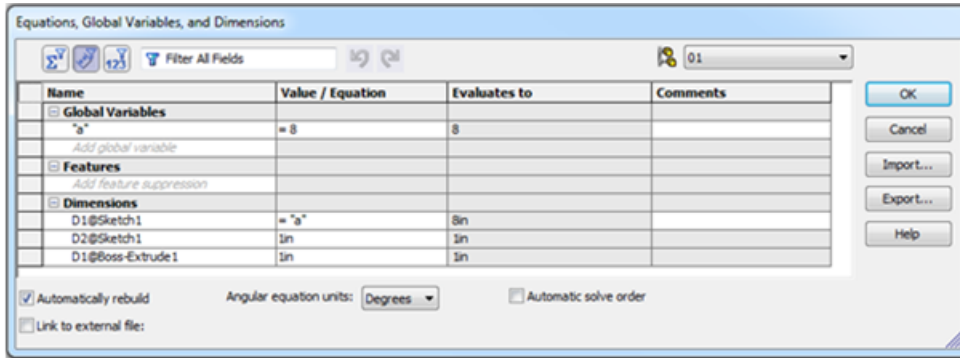 Equations, Global Variables, and Dimensions
Filter All Fields 01
Name Value / Equation Evaluates to Comments
Global Variables
"a" = 8 8
Add global variable
Features
Add feature suppression
Dimensions
D1@Sketch1 = "a" 8in
D2@Sketch1 1in 1in
D1@Boss-Extrude1 1in 1in
OK
Cancel
Import...
Export...
Help
Automatically rebuild Angular equation units: Degrees Automatic solve order
Link to external file: